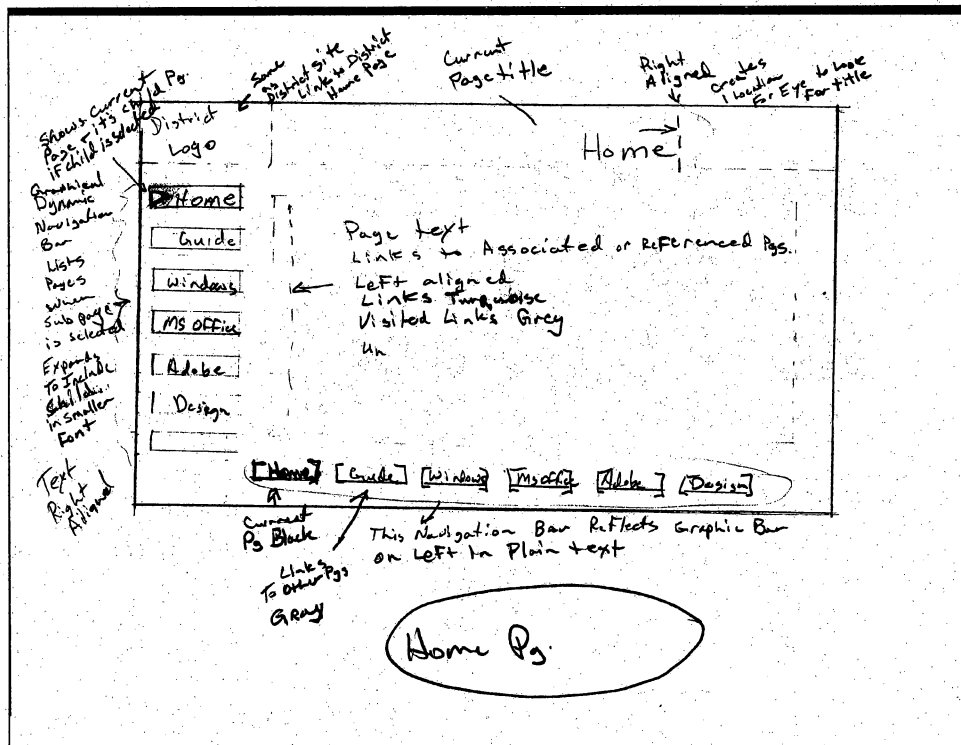 Current
Page title
Same
as
District site
Link to District
Home Page
Right
Aligned
creates
1 location
For Eye to Look
For title
Shows Current
Page + it's child Pg.
if child is selected
District
Logo
Home
Graphical
Dynamic
Navigation
Bar
Lists
Pages
when
Sub page
is selected
Expands
To Include
in smaller
Font
Text
Right
Aligned
Home
Guide
Windows
MS Office
Adobe
Design
Page text
Links to Associated or Referenced Pgs.
Left aligned
Links Turquoise
Visited Links Grey
un
[Home] [Guide] [Windows] [MS Office] [Adobe] [Design]
Current
Pg Black
Links
To Other Pgs
Gray
This Navigation Bar Reflects Graphic Bar
on Left in Plain text
Home Pg.